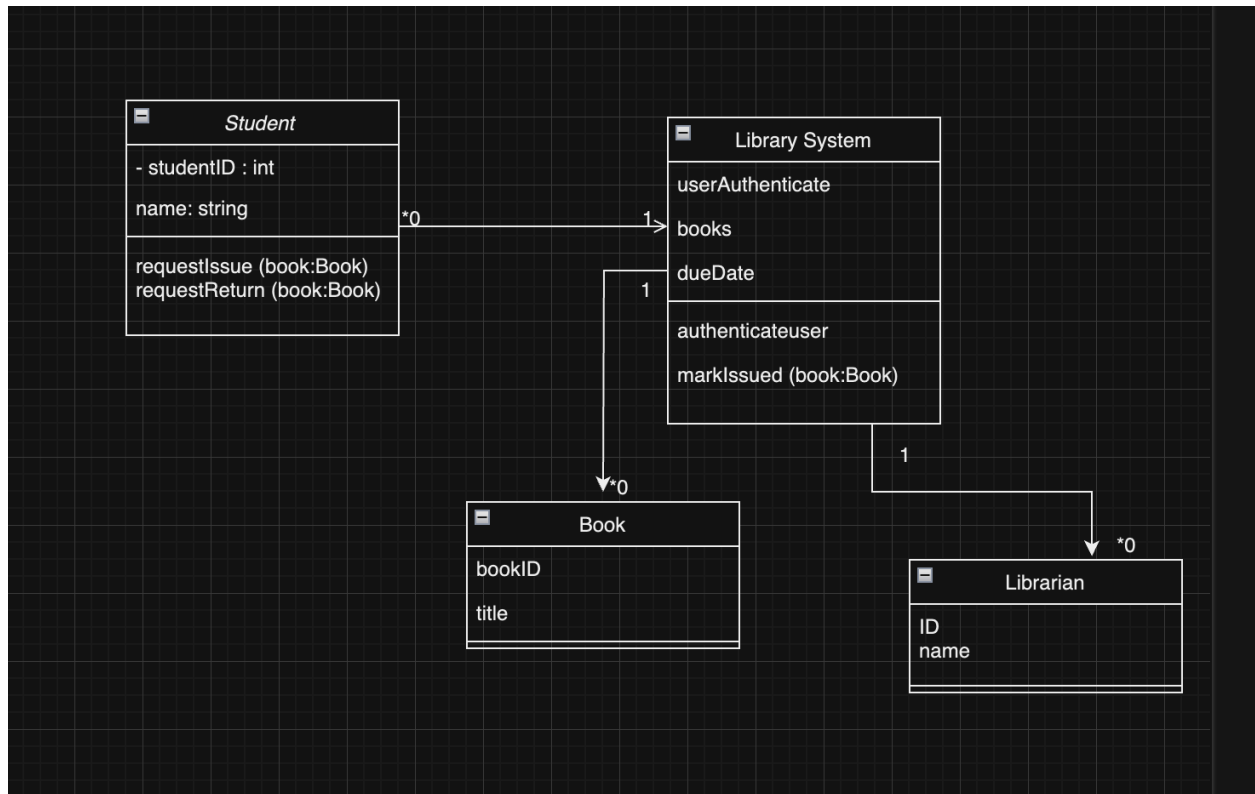 Student
- studentID : int
name: string
requestIssue (book:Book)
requestReturn (book:Book)
*0
1
Library System
userAuthenticate
books
dueDate
authenticateuser
markIssued (book:Book)
1
*0
Book
bookID
title
1
*0
Librarian
ID
name